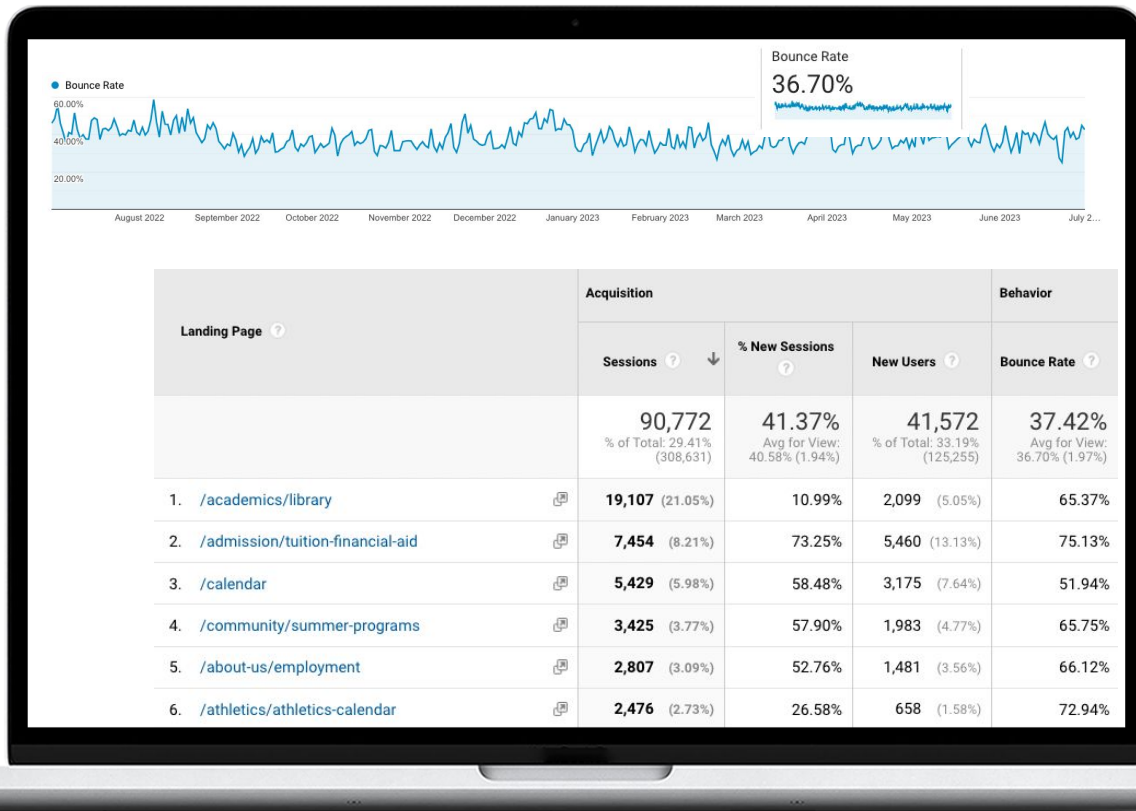 Bounce Rate
36.70%
Bounce Rate
60.00%
40.00%
20.00%
August 2022 September 2022 October 2022 November 2022 December 2022 January 2023 February 2023 March 2023 April 2023 May 2023 June 2023 July 2...
Landing Page ?
Acquisition
Behavior
Sessions ?
% New Sessions
?
New Users ?
Bounce Rate ?
90,772
% of Total: 29.41%
(308,631)
41.37%
Avg for View:
40.58% (1.94%)
41,572
% of Total: 33.19%
(125,255)
37.42%
Avg for View:
36.70% (1.97%)
1. /academics/library 19,107 (21.05%) 10.99% 2,099 (5.05%) 65.37%
2. /admission/tuition-financial-aid 7,454 (8.21%) 73.25% 5,460 (13.13%) 75.13%
3. /calendar 5,429 (5.98%) 58.48% 3,175 (7.64%) 51.94%
4. /community/summer-programs 3,425 (3.77%) 57.90% 1,983 (4.77%) 65.75%
5. /about-us/employment 2,807 (3.09%) 52.76% 1,481 (3.56%) 66.12%
6. /athletics/athletics-calendar 2,476 (2.73%) 26.58% 658 (1.58%) 72.94%